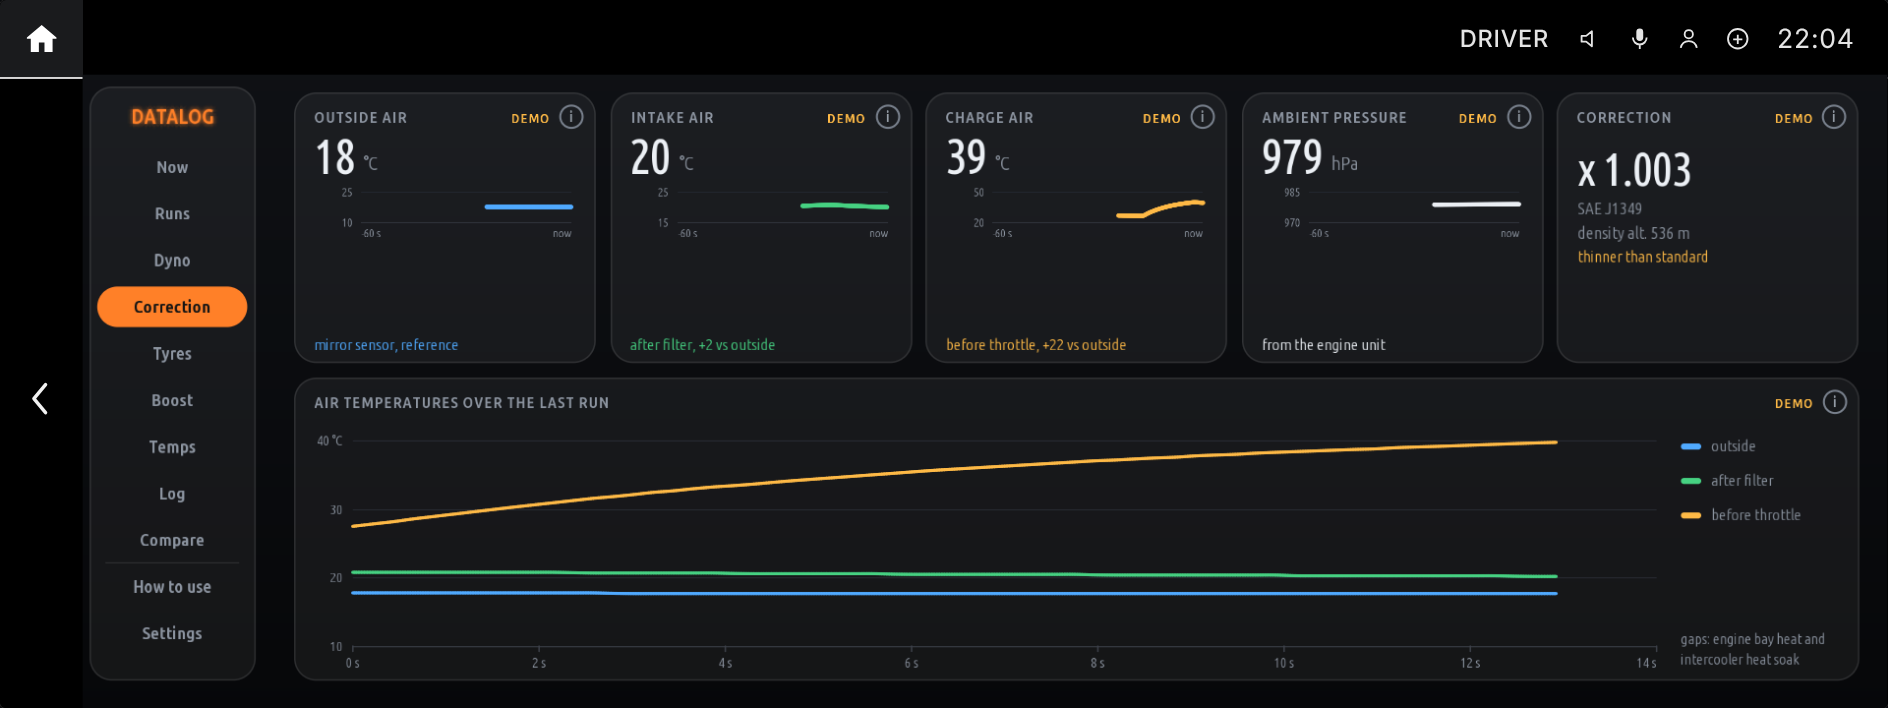 DRIVER 22:04
DATALOG
Now
Runs
Dyno
Correction
Tyres
Boost
Temps
Log
Compare
How to use
Settings
OUTSIDE AIR DEMO i
18 °C
25
10
-60 s now
mirror sensor, reference
INTAKE AIR DEMO i
20 °C
25
15
-60 s now
after filter, +2 vs outside
CHARGE AIR DEMO i
39 °C
50
20
-60 s now
before throttle, +22 vs outside
AMBIENT PRESSURE DEMO i
979 hPa
985
970
-60 s now
from the engine unit
CORRECTION DEMO i
x 1.003
SAE J1349
density alt. 536 m
thinner than standard
AIR TEMPERATURES OVER THE LAST RUN DEMO i
40 °C
30
20
10
0 s 2 s 4 s 6 s 8 s 10 s 12 s 14 s
outside
after filter
before throttle
gaps: engine bay heat and
intercooler heat soak